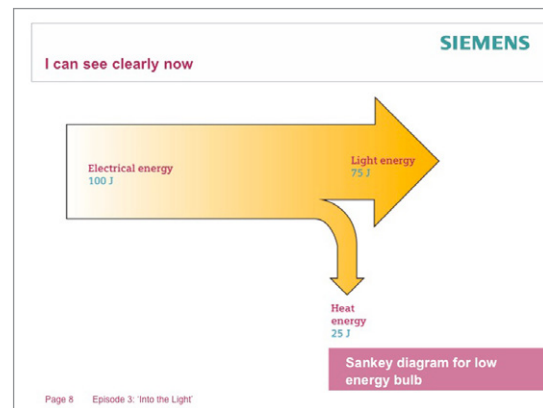 SIEMENS
I can see clearly now
Electrical energy
100 J
Light energy
75 J
Heat
energy
25 J
Sankey diagram for low
energy bulb
Page 8 Episode 3: 'Into the Light'